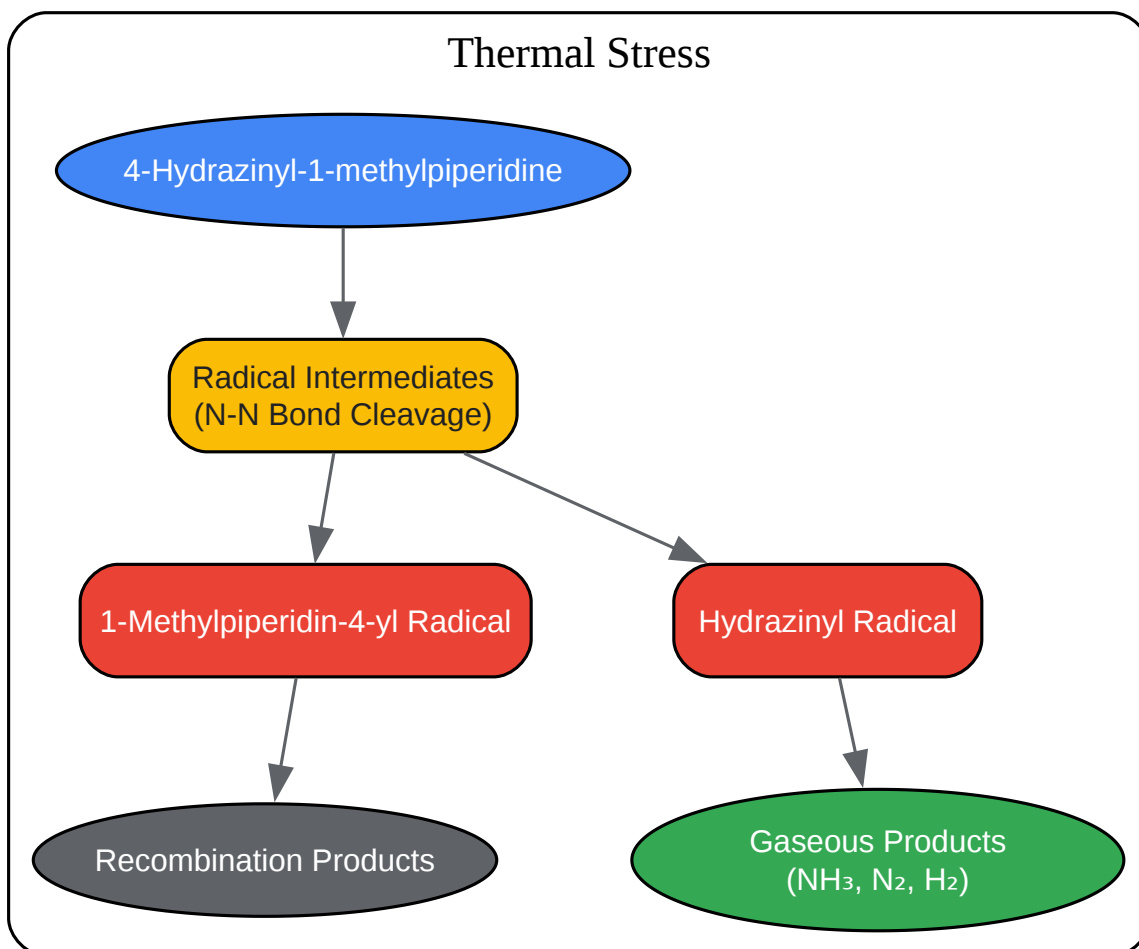 Thermal Stress
4-Hydrazinyl-1-methylpiperidine
Radical Intermediates
(N-N Bond Cleavage)
1-Methylpiperidin-4-yl Radical
Hydrazinyl Radical
Recombination Products
Gaseous Products
(NH₃, N₂, H₂)